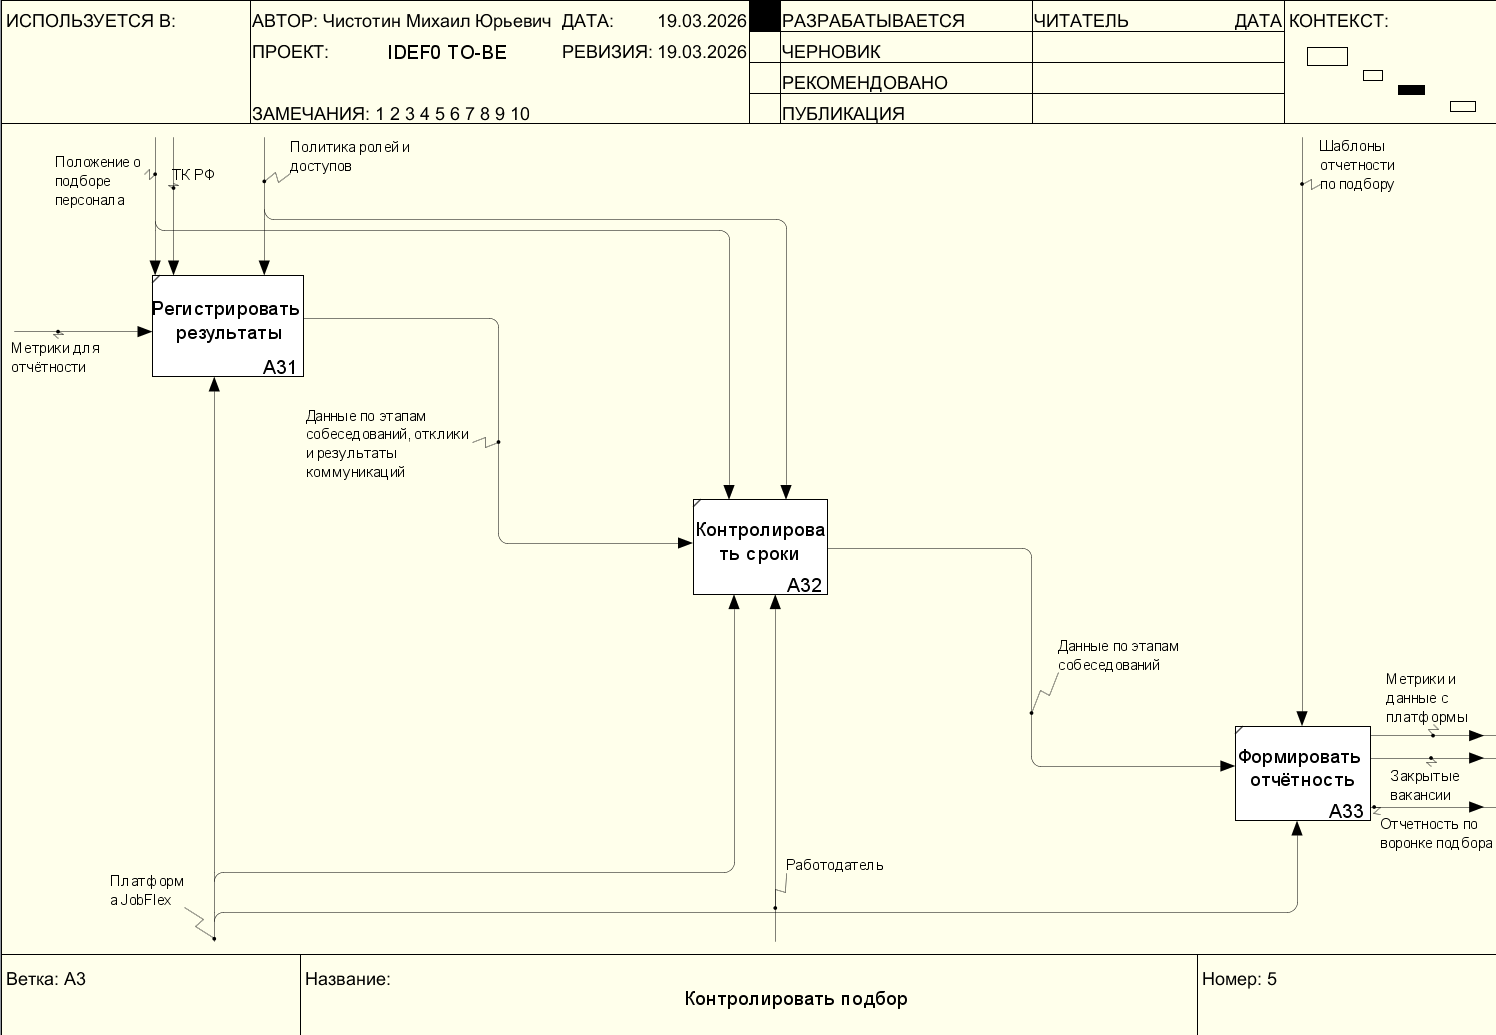 ИСПОЛЬЗУЕТСЯ В:
АВТОР: Чистотин Михаил Юрьевич ДАТА: 19.03.2026
ПРОЕКТ: IDEF0 TO-BE РЕВИЗИЯ: 19.03.2026
ЗАМЕЧАНИЯ: 1 2 3 4 5 6 7 8 9 10
РАЗРАБАТЫВАЕТСЯ
ЧЕРНОВИК
РЕКОМЕНДОВАНО
ПУБЛИКАЦИЯ
ЧИТАТЕЛЬ ДАТА
КОНТЕКСТ:
Положение о
подборе
персонала
ТК РФ
Политика ролей и
доступов
Шаблоны
отчетности
по подбору
Регистрировать
результаты
A31
Метрики для
отчётности
Данные по этапам
собеседований, отклики
и результаты
коммуникаций
Контролирова
ть сроки
A32
Данные по этапам
собеседований
Метрики и
данные с
платформы
Формировать
отчётность
A33
Закрытые
вакансии
Отчетность по
воронке подбора
Работодатель
Платформ
а JobFlex
Ветка: A3
Название:
Контролировать подбор
Номер: 5